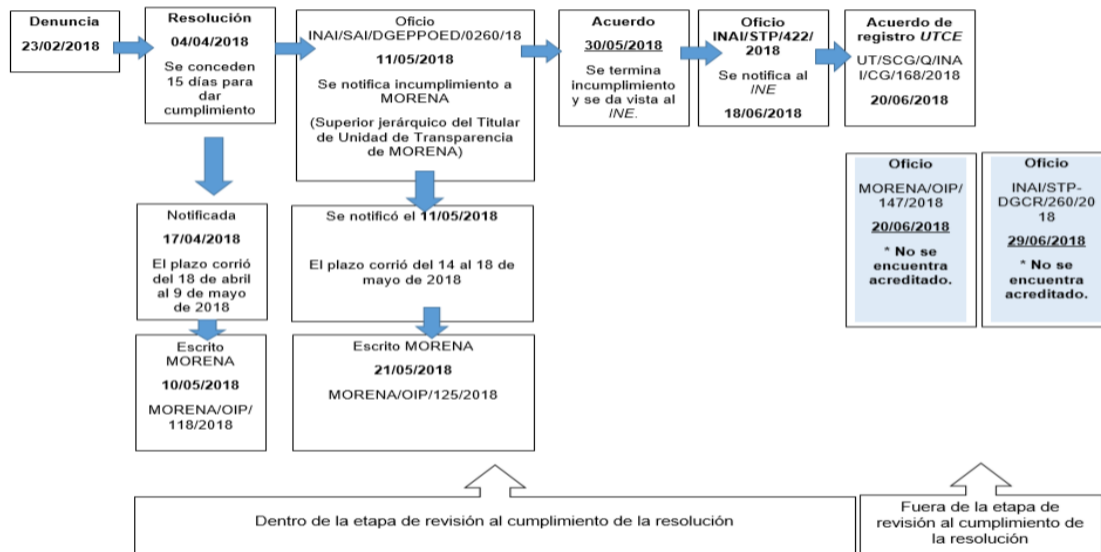 Denuncia
23/02/2018
Resolución
04/04/2018
Se conceden
15 días para
dar
cumplimiento
Oficio
INAI/SAI/DGEPPOED/0260/18
11/05/2018
Se notifica incumplimiento a
MORENA
(Superior jerárquico del Titular
de Unidad de Transparencia
de MORENA)
Acuerdo
30/05/2018
Se termina
incumplimiento
y se da vista al
INE.
Oficio
INAI/STP/422/
2018
Se notifica al
INE
18/06/2018
Acuerdo de
registro UTCE
UT/SCG/Q/INA
I/CG/168/2018
20/06/2018
Notificada
17/04/2018
El plazo corrió
del 18 de abril
al 9 de mayo
de 2018
Se notificó el 11/05/2018
El plazo corrió del 14 al 18 de
mayo de 2018
Oficio
MORENA/OIP/
147/2018
20/06/2018
* No se
encuentra
acreditado.
Oficio
INAI/STP-
DGCR/260/2
018
29/06/2018
* No se
encuentra
acreditado.
Escrito
MORENA
10/05/2018
MORENA/OIP/
118/2018
Escrito MORENA
21/05/2018
MORENA/OIP/125/2018
Dentro de la etapa de revisión al cumplimiento de la resolución
Fuera de la etapa de
revisión al cumplimiento de
la resolución